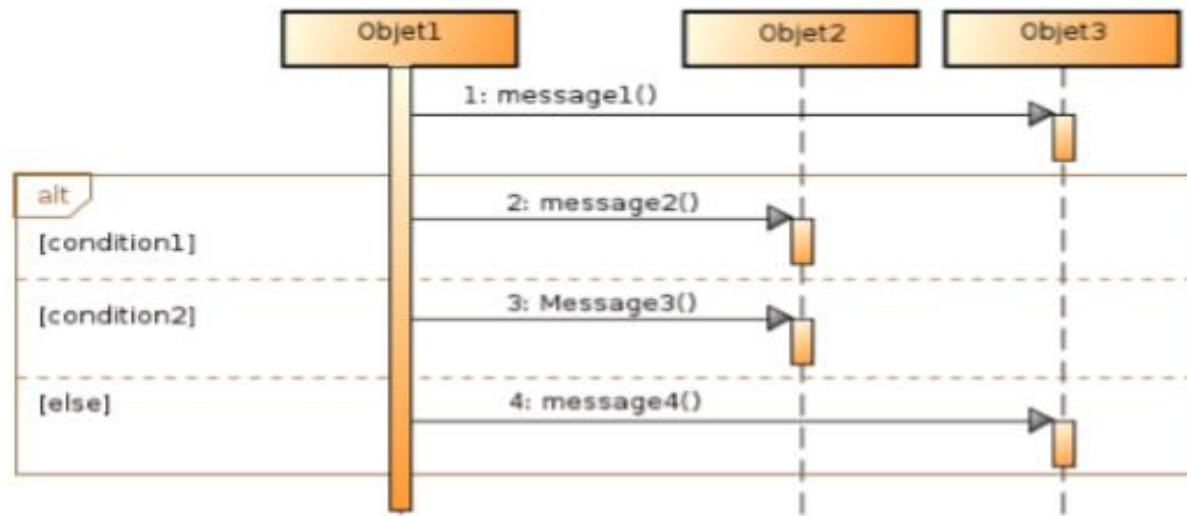 Objet1
Objet2
Objet3
1: message1()
alt
2: message2()
[condition1]
3: Message3()
[condition2]
4: message4()
[else]